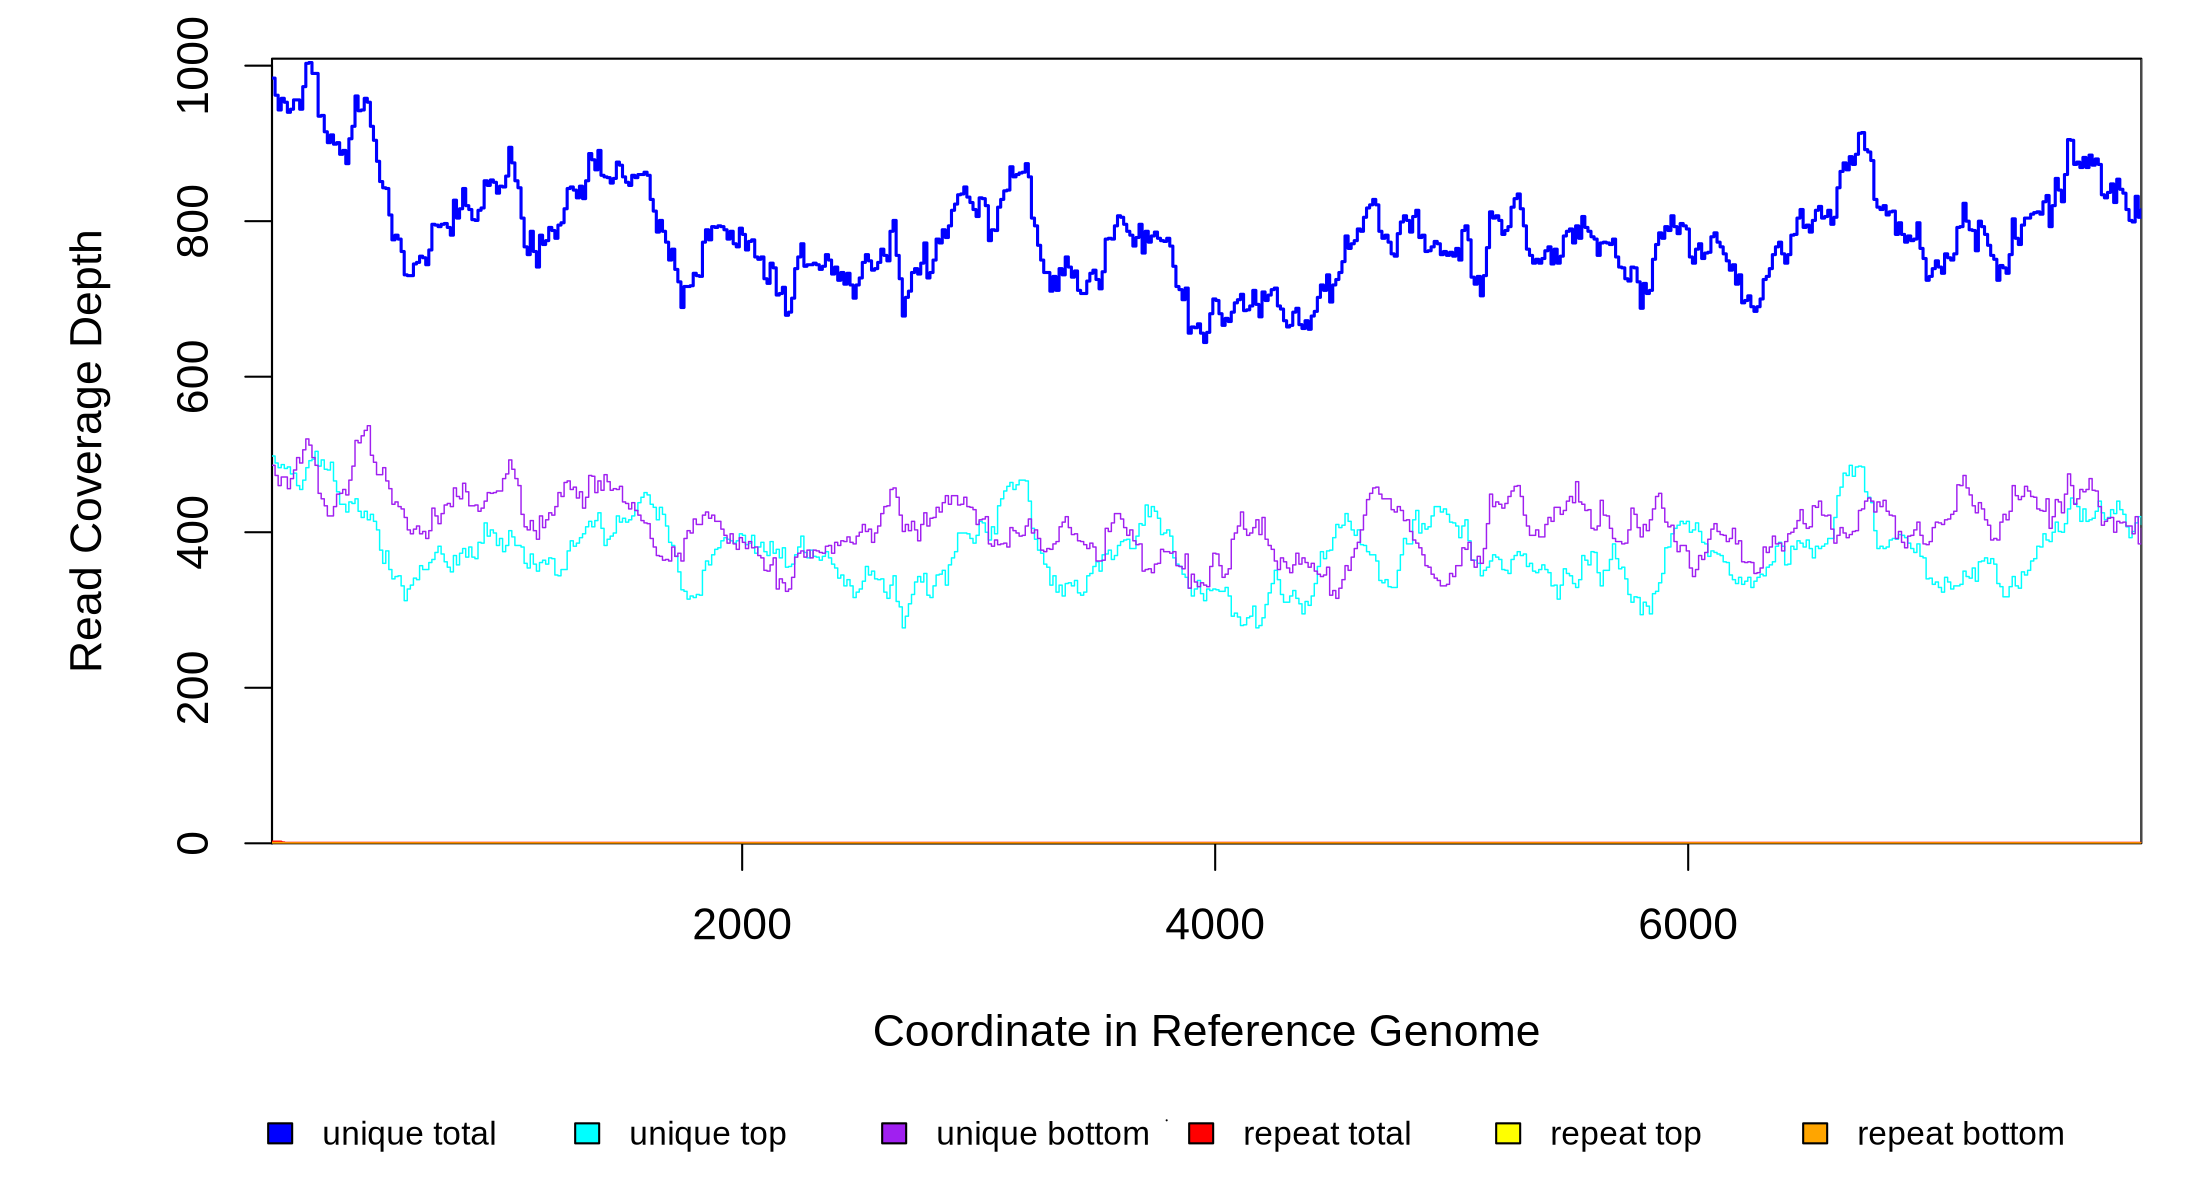 1000
800
600
400
200
0
Read Coverage Depth
2000 4000 6000
Coordinate in Reference Genome
unique total unique top unique bottom repeat total repeat top repeat bottom